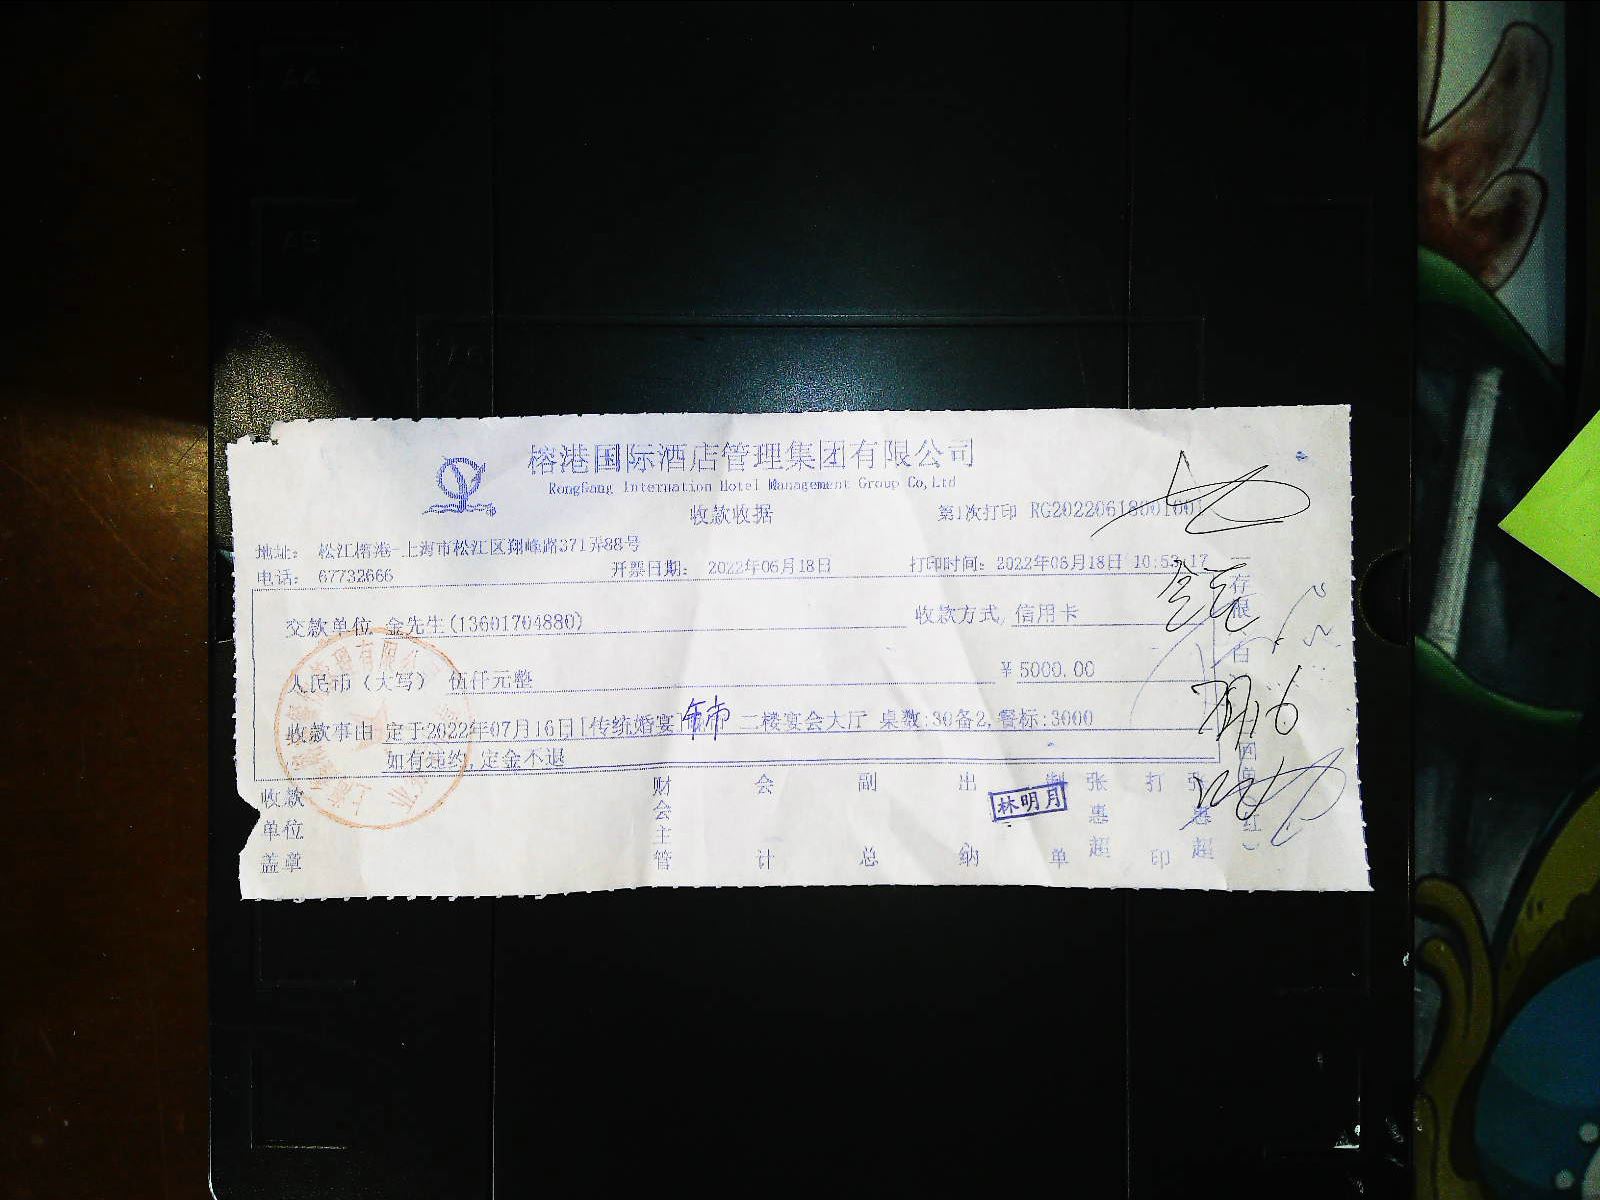 榕港国际酒店管理集团有限公司
RongGang Internation Hotel Management Group Co,Ltd
收款收据
第1次打印 RG20220618001001
地址: 松江榕港-上海市松江区翔峰路371弄88号
电话: 67732666
开票日期: 2022年06月18日
打印时间: 2022年06月18日 10:53:17
交款单位 金先生(13601704880)
收款方式, 信用卡
人民币(大写) 伍仟元整
¥5000.00
收款事由 定于2022年07月16日 传统婚宴 二楼宴会大厅 桌数:30备2,餐标:3000
如有违约,定金不退
收款单位盖章
财会主管
会计
副总
出纳
林明月
制单
张惠超
打印
张惠超